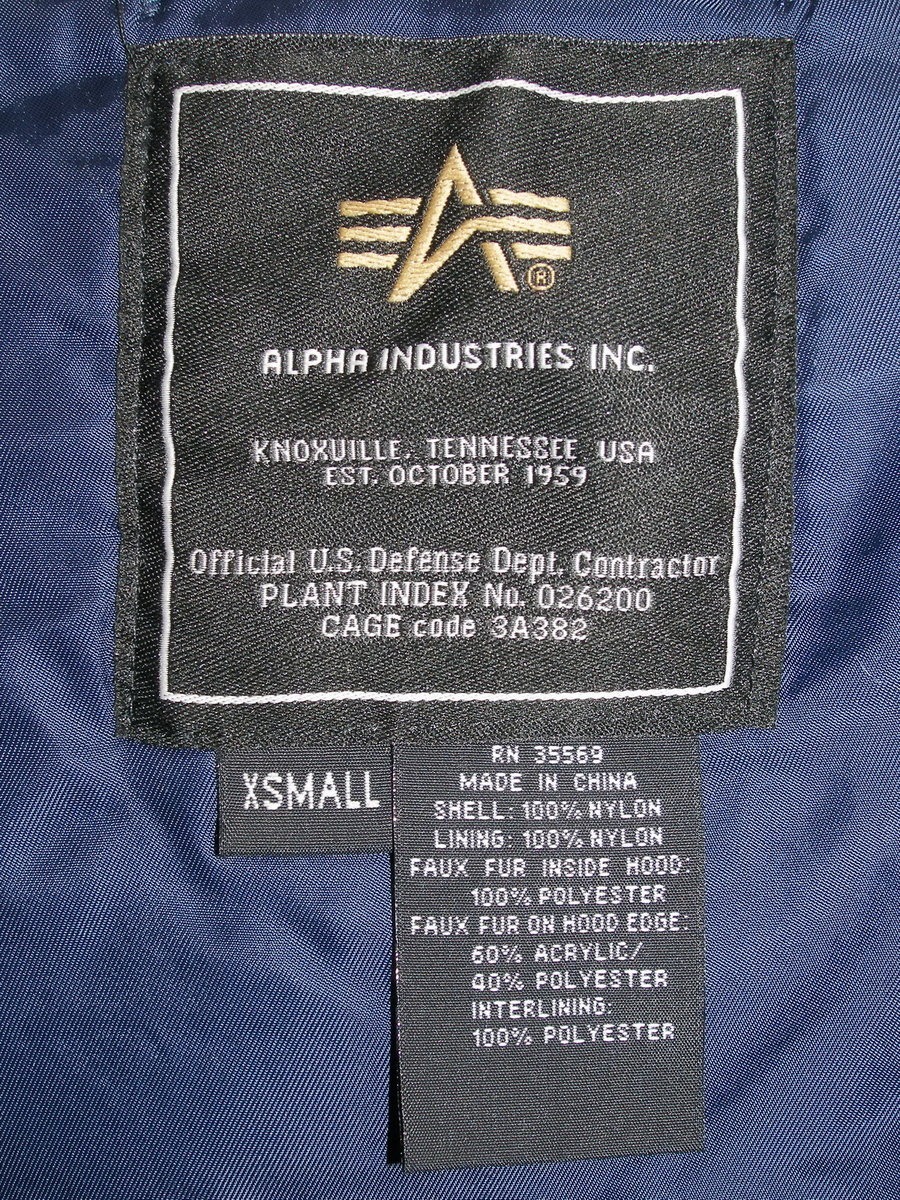 ®
ALPHA INDUSTRIES INC.
KNOXVILLE, TENNESSEE USA
EST. OCTOBER 1959
Official U.S. Defense Dept. Contractor
PLANT INDEX No. 026200
CAGE code 3A382
XSMALL
RN 35569
MADE IN CHINA
SHELL: 100% NYLON
LINING: 100% NYLON
FAUX FUR INSIDE HOOD:
100% POLYESTER
FAUX FUR ON HOOD EDGE:
60% ACRYLIC/
40% POLYESTER
INTERLINING:
100% POLYESTER